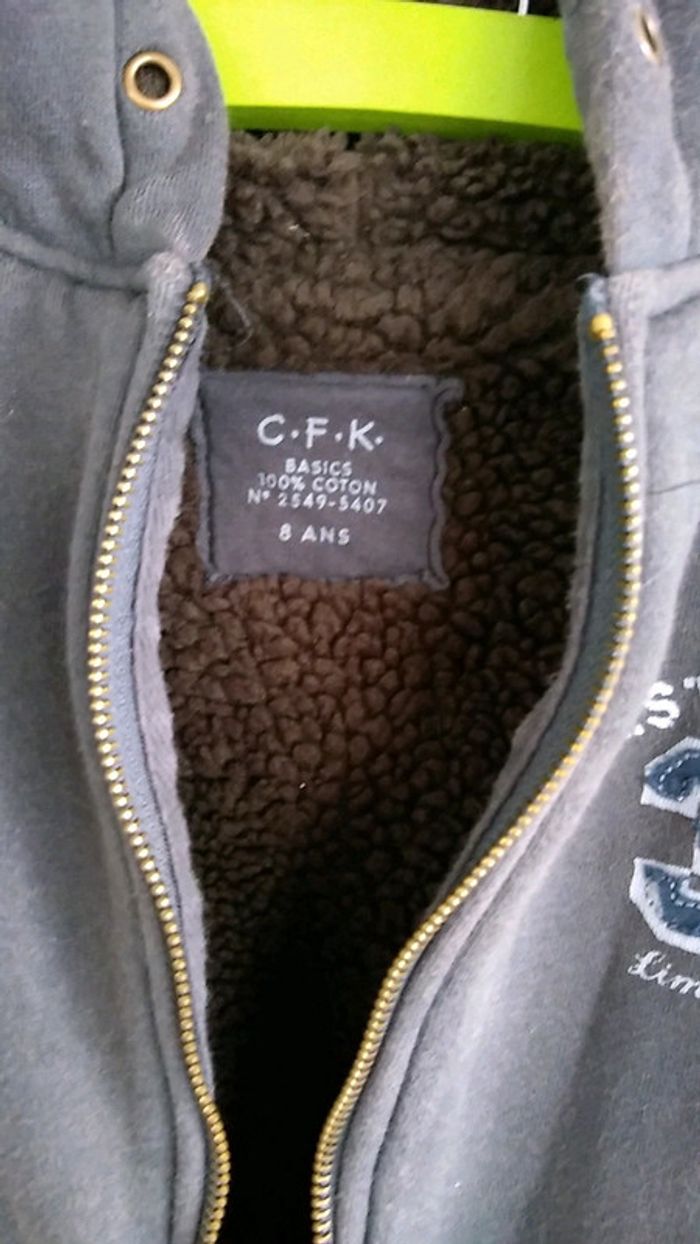 C·F·K·
BASICS
100% COTON
N° 2549-5407
8 ANS